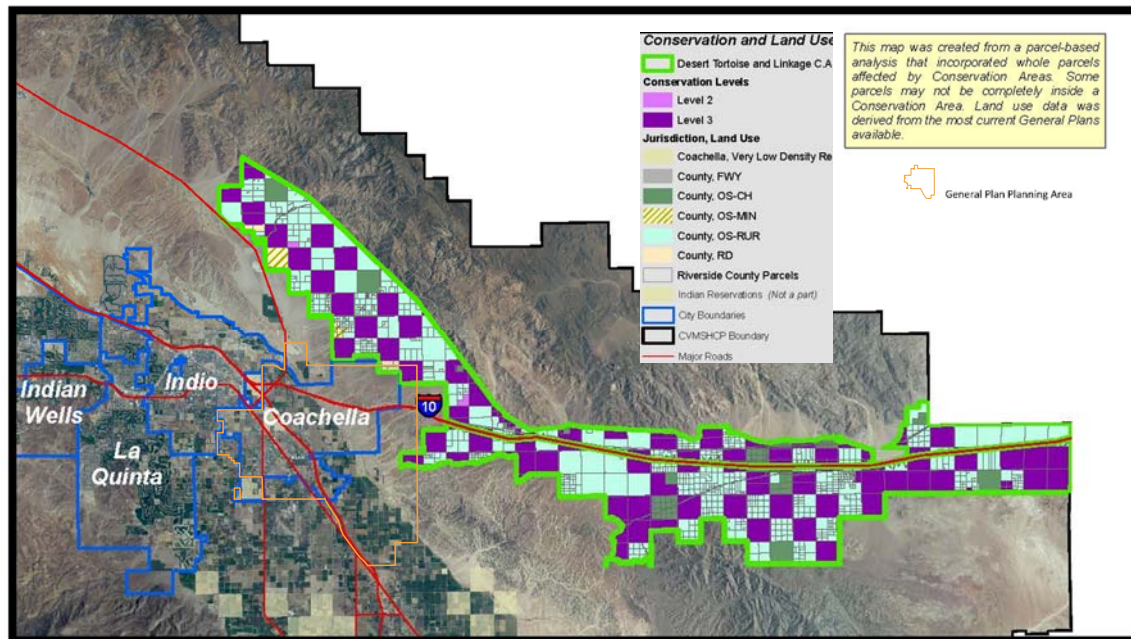 Conservation and Land Use
Desert Tortoise and Linkage C.A
Conservation Levels
Level 2
Level 3
Jurisdiction, Land Use
Coachella, Very Low Density Re
County, FWY
County, OS-CH
County, OS-MIN
County, OS-RUR
County, RD
Riverside County Parcels
Indian Reservations (Not a part)
City Boundaries
CVMSHCP Boundary
Major Roads
This map was created from a parcel-based
analysis that incorporated whole parcels
affected by Conservation Areas. Some
parcels may not be completely inside a
Conservation Area. Land use data was
derived from the most current General Plans
available.
General Plan Planning Area
Indian
Wells
Indio
Coachella
La
Quinta
10